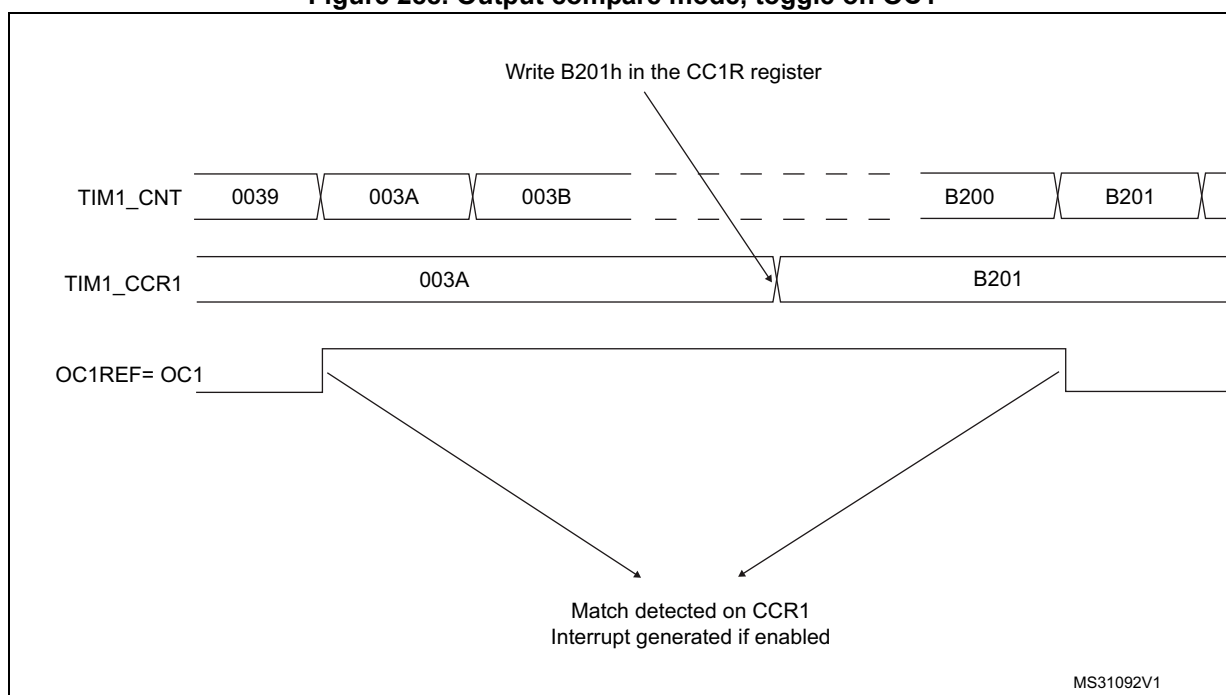 Write B201h in the CC1R register
TIM1_CNT 0039 003A 003B B200 B201
TIM1_CCR1 003A B201
OC1REF= OC1
Match detected on CCR1
Interrupt generated if enabled
MS31092V1